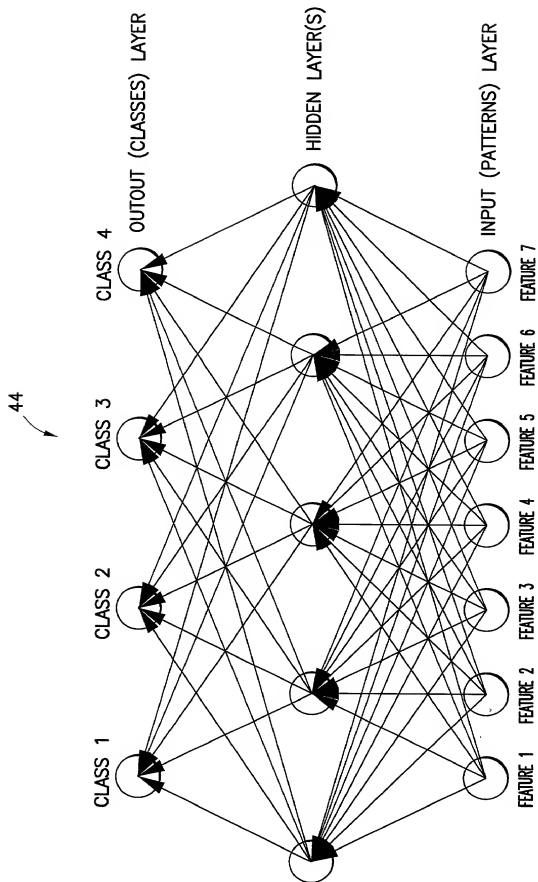 44
CLASS 1
CLASS 2
CLASS 3
CLASS 4
OUTOUT (CLASSES) LAYER
HIDDEN LAYER(S)
INPUT (PATTERNS) LAYER
FEATURE 1
FEATURE 2
FEATURE 3
FEATURE 4
FEATURE 5
FEATURE 6
FEATURE 7